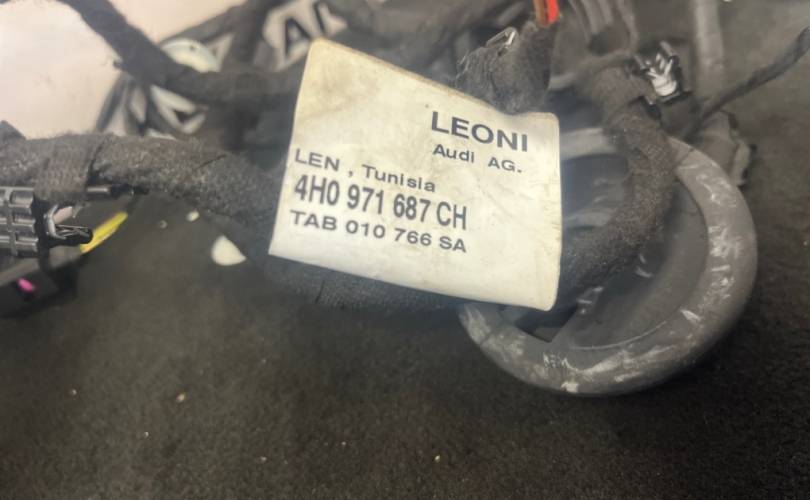 LEONI
Audi AG.
LEN , Tunisia
4H0 971 687 CH
TAB 010 766 SA